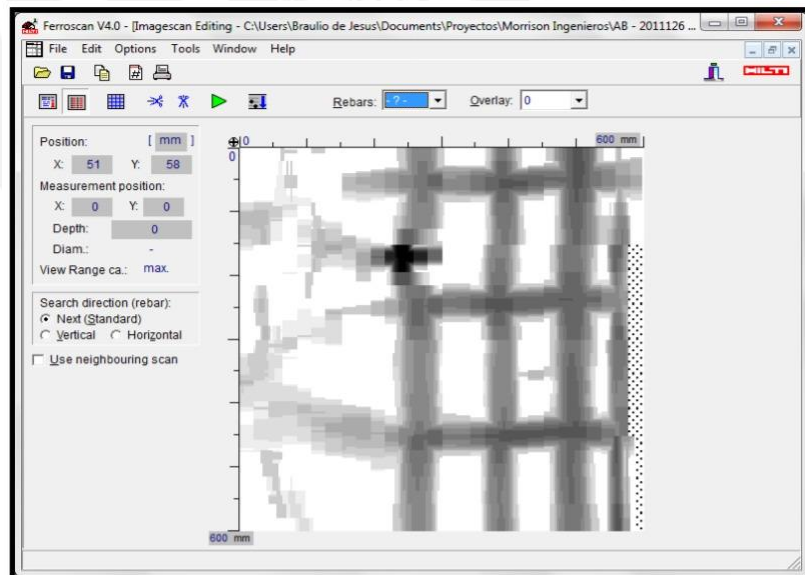 Ferroscan V4.0 - [Imagescan Editing - C:\Users\Braulio de Jesus\Documents\Proyectos\Morrison Ingenieros\AB - 2011126 ...
File Edit Options Tools Window Help
HILTI
Rebars: - ? - Overlay: 0
Position: [ mm ]
X: 51 Y: 58
Measurement position:
X: 0 Y: 0
Depth: 0
Diam.: -
View Range ca.: max.
Search direction (rebar):
Next (Standard)
Vertical Horizontal
Use neighbouring scan
0 600 mm
0
600 mm